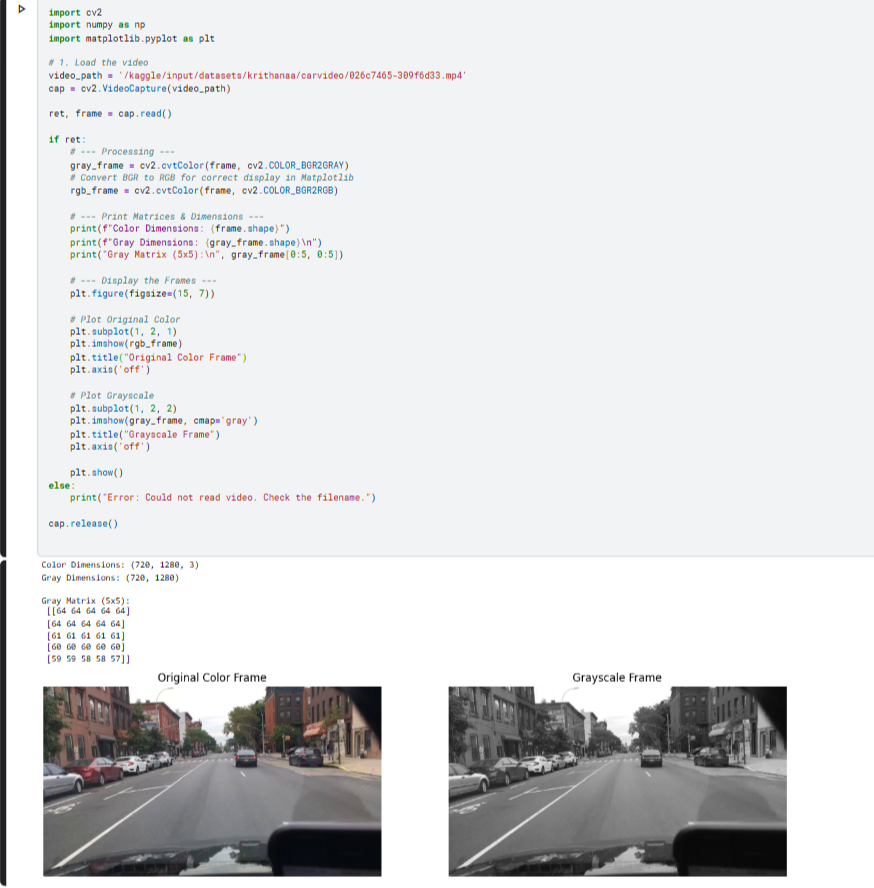 import cv2
import numpy as np
import matplotlib.pyplot as plt
# 1. Load the video
video_path = '/kaggle/input/datasets/krithanaa/carvideo/026c7465-309f6d33.mp4'
cap = cv2.VideoCapture(video_path)
ret, frame = cap.read()
if ret:
    # --- Processing ---
    gray_frame = cv2.cvtColor(frame, cv2.COLOR_BGR2GRAY)
    # Convert BGR to RGB for correct display in Matplotlib
    rgb_frame = cv2.cvtColor(frame, cv2.COLOR_BGR2RGB)
    # --- Print Matrices & Dimensions ---
    print(f"Color Dimensions: {frame.shape}")
    print(f"Gray Dimensions: {gray_frame.shape}\n")
    print("Gray Matrix (5x5):\n", gray_frame[0:5, 0:5])
    # --- Display the Frames ---
    plt.figure(figsize=(15, 7))
    # Plot Original Color
    plt.subplot(1, 2, 1)
    plt.imshow(rgb_frame)
    plt.title("Original Color Frame")
    plt.axis('off')
    # Plot Grayscale
    plt.subplot(1, 2, 2)
    plt.imshow(gray_frame, cmap='gray')
    plt.title("Grayscale Frame")
    plt.axis('off')
    plt.show()
else:
    print("Error: Could not read video. Check the filename.")
cap.release()
Color Dimensions: (720, 1280, 3)
Gray Dimensions: (720, 1280)
Gray Matrix (5x5):
 [[64 64 64 64 64]
 [64 64 64 64 64]
 [61 61 61 61 61]
 [60 60 60 60 60]
 [59 59 58 58 57]]
Original Color Frame
Grayscale Frame